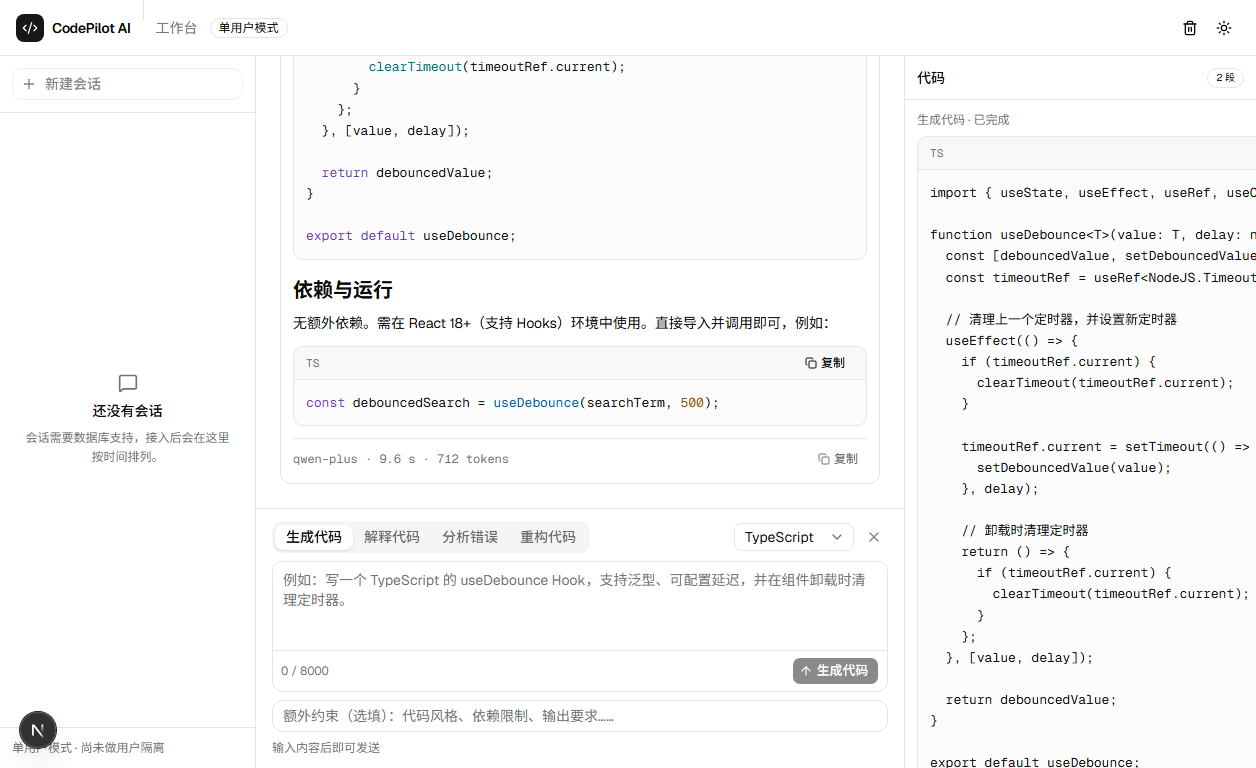 CodePilot AI
工作台
单用户模式
新建会话
还没有会话
会话需要数据库支持，接入后会在这里
按时间排列。
单用户模式 · 尚未做用户隔离
clearTimeout(timeoutRef.current);
}
};
}, [value, delay]);
return debouncedValue;
}
export default useDebounce;
依赖与运行
无额外依赖。需在 React 18+（支持 Hooks）环境中使用。直接导入并调用即可，例如：
TS
复制
const debouncedSearch = useDebounce(searchTerm, 500);
qwen-plus · 9.6 s · 712 tokens
复制
生成代码
解释代码
分析错误
重构代码
TypeScript
例如：写一个 TypeScript 的 useDebounce Hook，支持泛型、可配置延迟，并在组件卸载时清
理定时器。
0 / 8000
生成代码
额外约束（选填）：代码风格、依赖限制、输出要求……
输入内容后即可发送
代码
2 段
生成代码 · 已完成
TS
import { useState, useEffect, useRef, useC
function useDebounce<T>(value: T, delay: n
const [debouncedValue, setDebouncedValue
const timeoutRef = useRef<NodeJS.Timeout
// 清理上一个定时器，并设置新定时器
useEffect(() => {
if (timeoutRef.current) {
clearTimeout(timeoutRef.current);
}
timeoutRef.current = setTimeout(() =>
setDebouncedValue(value);
}, delay);
// 卸载时清理定时器
return () => {
if (timeoutRef.current) {
clearTimeout(timeoutRef.current);
}
};
}, [value, delay]);
return debouncedValue;
}
export default useDebounce;